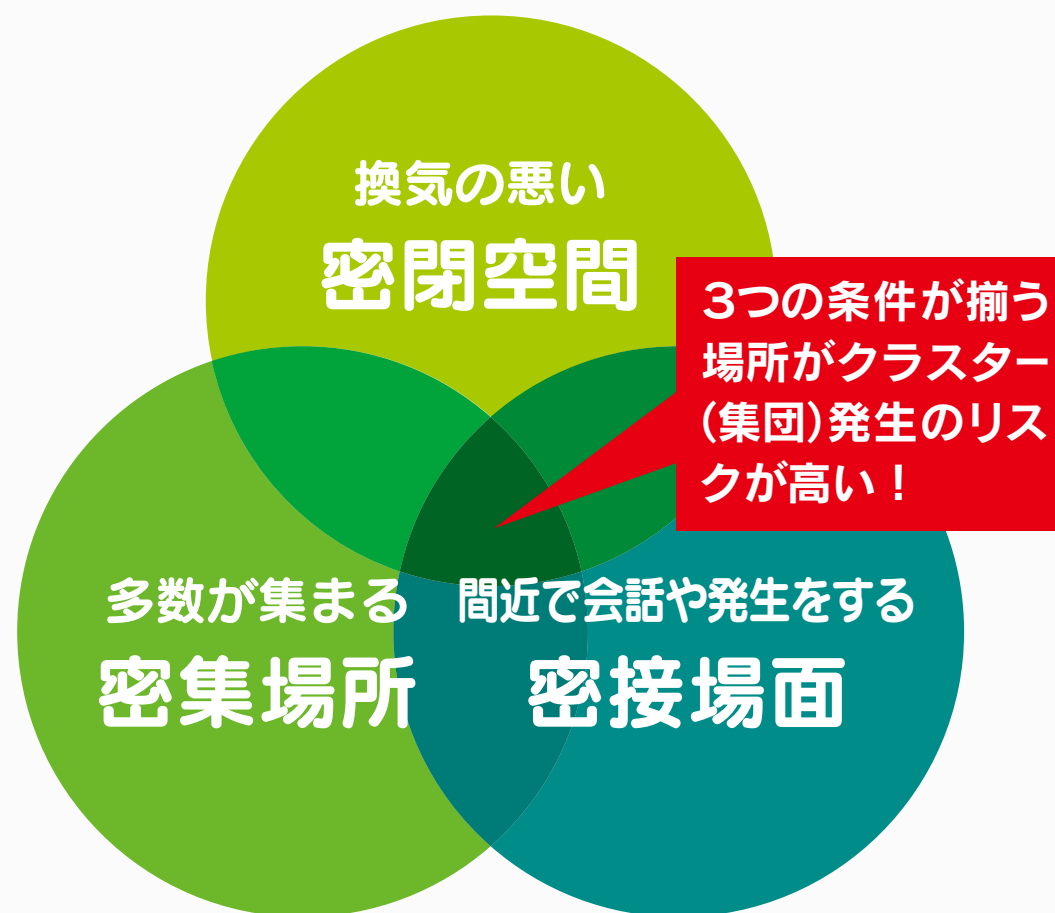 換気の悪い
密閉空間
3つの条件が揃う
場所がクラスター
(集団)発生のリス
クが高い！
多数が集まる
密集場所
間近で会話や発生をする
密接場面